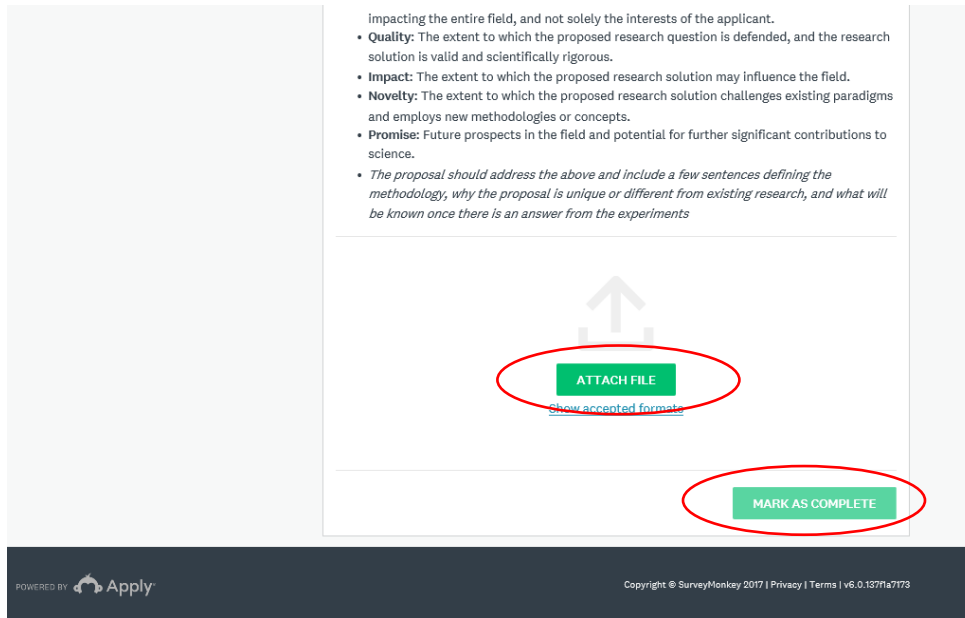 impacting the entire field, and not solely the interests of the applicant.
• Quality: The extent to which the proposed research question is defended, and the research
solution is valid and scientifically rigorous.
• Impact: The extent to which the proposed research solution may influence the field.
• Novelty: The extent to which the proposed research solution challenges existing paradigms
and employs new methodologies or concepts.
• Promise: Future prospects in the field and potential for further significant contributions to
science.
• The proposal should address the above and include a few sentences defining the
methodology, why the proposal is unique or different from existing research, and what will
be known once there is an answer from the experiments
ATTACH FILE
Show accepted formats
MARK AS COMPLETE
POWERED BY Apply
Copyright © SurveyMonkey 2017 | Privacy | Terms | v6.0.137f1a7173